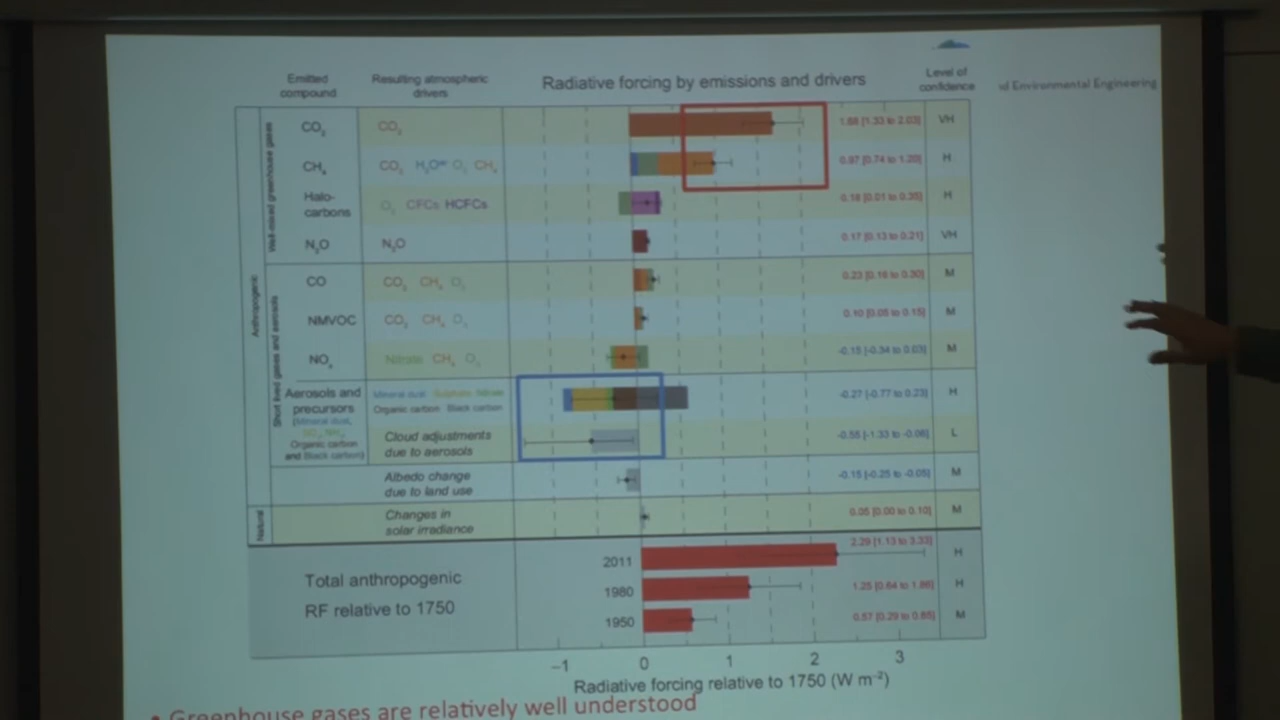 Emitted compound
Resulting atmospheric drivers
Radiative forcing by emissions and drivers
Level of confidence
d Environmental Engineering
Anthropogenic
Well-mixed greenhouse gases
CO₂ CO₂ 1.68 [1.33 to 2.03] VH
CH₄ CO₂ H₂Oˢᵗʳ O₃ CH₄ 0.97 [0.74 to 1.20] H
Halo-carbons O₃ CFCs HCFCs 0.18 [0.01 to 0.35] H
N₂O N₂O 0.17 [0.13 to 0.21] VH
Short lived gases and aerosols
CO CO₂ CH₄ O₃ 0.23 [0.16 to 0.30] M
NMVOC CO₂ CH₄ O₃ 0.10 [0.05 to 0.15] M
NOₓ Nitrate CH₄ O₃ -0.15 [-0.34 to 0.03] M
Aerosols and precursors
(Mineral dust,
Organic carbon
and Black carbon)
Mineral dust Sulphate Nitrate
Organic carbon Black carbon
-0.27 [-0.77 to 0.23] H
Cloud adjustments due to aerosols -0.55 [-1.33 to -0.06] L
Albedo change due to land use -0.15 [-0.25 to -0.05] M
Natural
Changes in solar irradiance 0.05 [0.00 to 0.10] M
Total anthropogenic
RF relative to 1750
2011 2.29 [1.13 to 3.33] H
1980 1.25 [0.64 to 1.86] H
1950 0.57 [0.29 to 0.85] M
−1 0 1 2 3
Radiative forcing relative to 1750 (W m⁻²)
• Greenhouse gases are relatively well understood